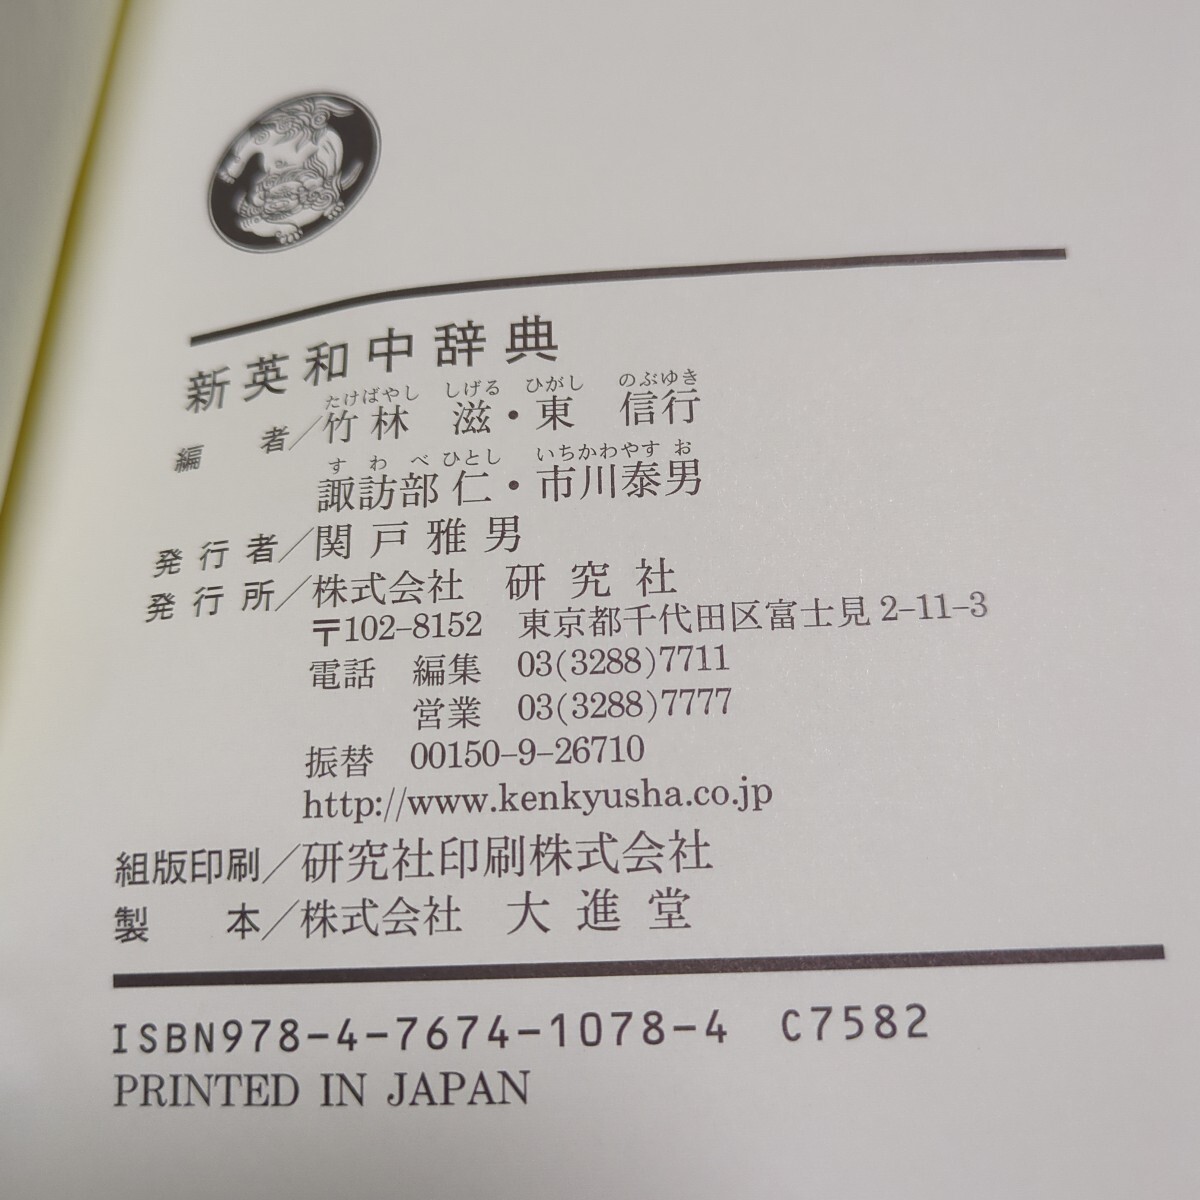 新英和中辞典
たけばやし しげる ひがし のぶゆき
編 者／竹林 滋・東 信行
すわべ ひとし いちかわやすお
諏訪部 仁・市川泰男
発行者／関戸雅男
発行所／株式会社 研究社
〒102-8152 東京都千代田区富士見2-11-3
電話 編集 03(3288)7711
営業 03(3288)7777
振替 00150-9-26710
http://www.kenkyusha.co.jp
組版印刷／研究社印刷株式会社
製 本／株式会社 大進堂
ISBN978-4-7674-1078-4 C7582
PRINTED IN JAPAN